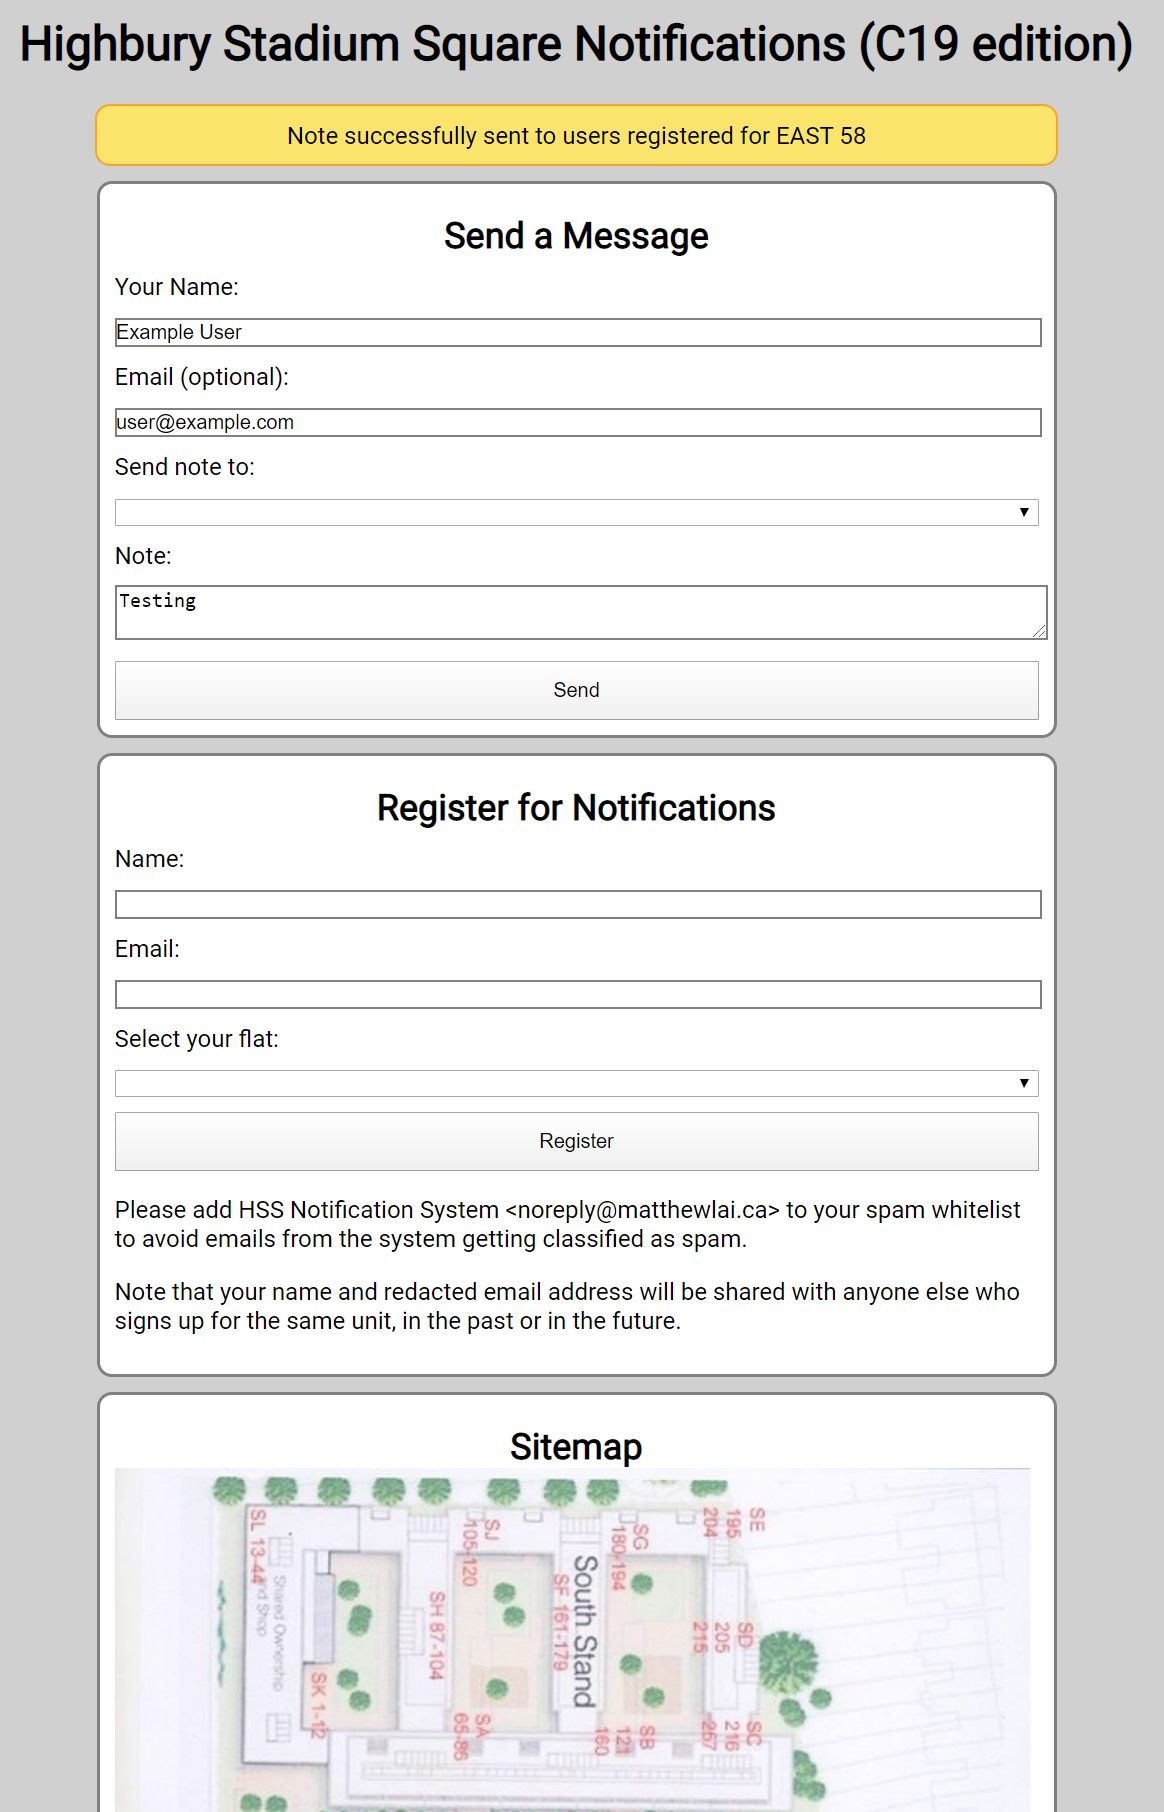 Highbury Stadium Square Notifications (C19 edition)
Note successfully sent to users registered for EAST 58
Send a Message
Your Name:
Example User
Email (optional):
user@example.com
Send note to:
Note:
Testing
Send
Register for Notifications
Name:
Email:
Select your flat:
Register
Please add HSS Notification System <noreply@matthewlai.ca> to your spam whitelist
to avoid emails from the system getting classified as spam.
Note that your name and redacted email address will be shared with anyone else who
signs up for the same unit, in the past or in the future.
Sitemap
SE
195
204
SG
180-194
SJ
105-120
SL 13-44
Shared Ownership
and Shop
South Stand
SF 161-179
SH 87-104
SD
205
215
SK 1-12
SA
65-86
SB
121
160
SC
216
257